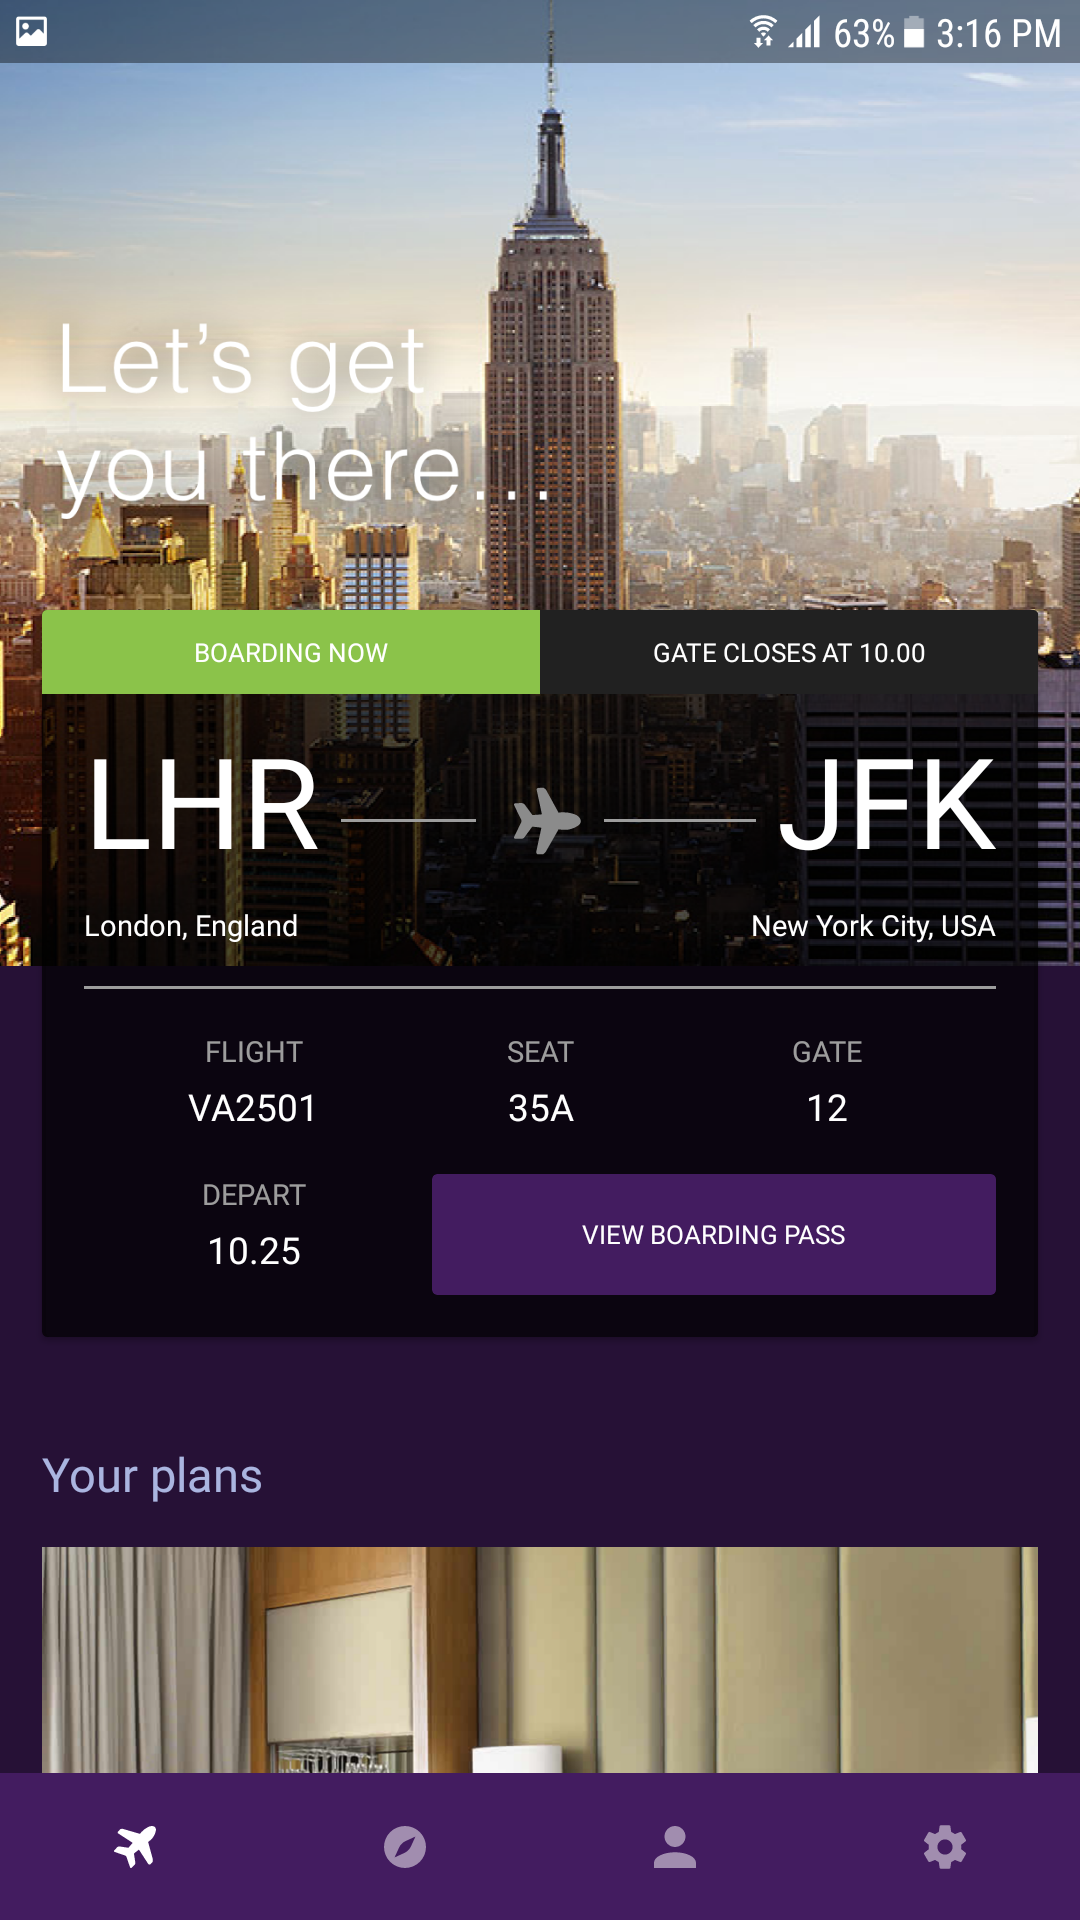 63% 3:16 PM
Let's get
you there...
BOARDING NOW GATE CLOSES AT 10.00
LHR JFK
London, England New York City, USA
FLIGHT SEAT GATE
VA2501 35A 12
DEPART
10.25
VIEW BOARDING PASS
Your plans